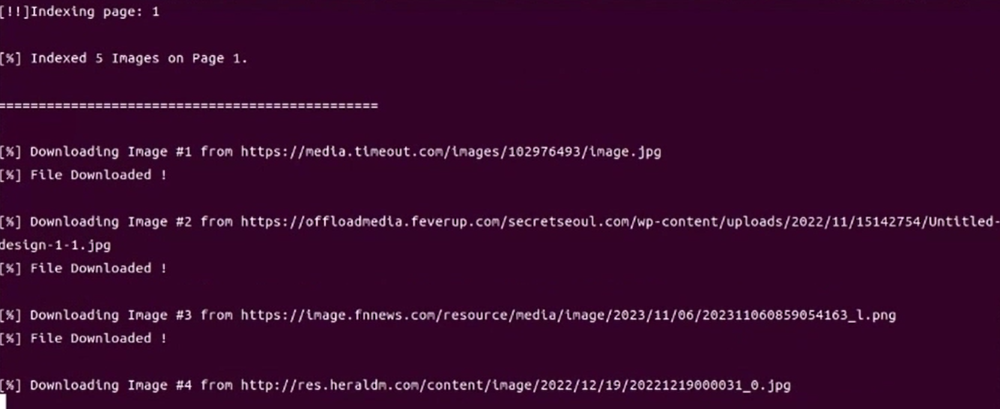 [!!]Indexing page: 1
[%] Indexed 5 Images on Page 1.
===============================================
[%] Downloading Image #1 from https://media.timeout.com/images/102976493/image.jpg
[%] File Downloaded !
[%] Downloading Image #2 from https://offloadmedia.feverup.com/secretseoul.com/wp-content/uploads/2022/11/15142754/Untitled-
design-1-1.jpg
[%] File Downloaded !
[%] Downloading Image #3 from https://image.fnnews.com/resource/media/image/2023/11/06/202311060859054163_l.png
[%] File Downloaded !
[%] Downloading Image #4 from http://res.heraldm.com/content/image/2022/12/19/20221219000031_0.jpg